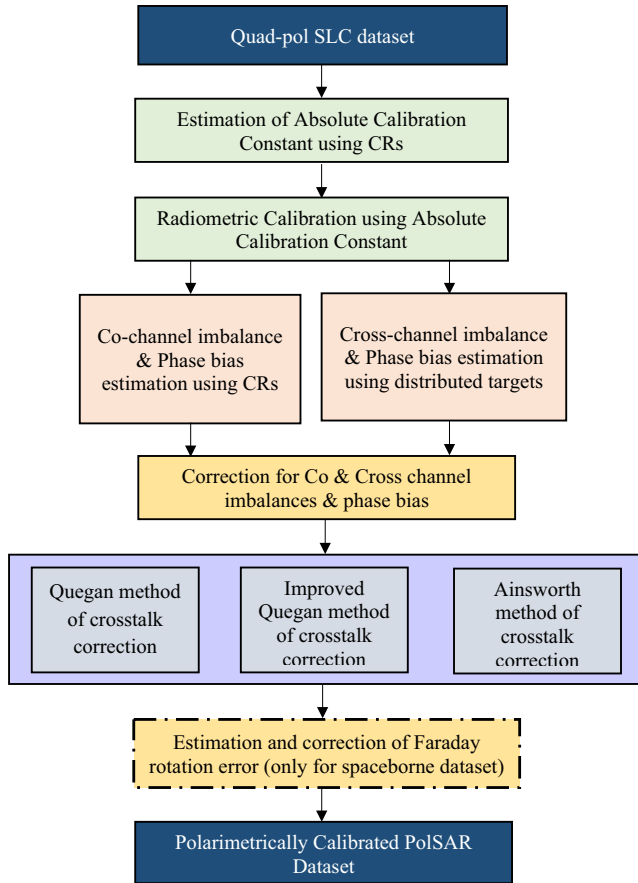 Quad-pol SLC dataset
Estimation of Absolute Calibration
Constant using CRs
Radiometric Calibration using Absolute
Calibration Constant
Co-channel imbalance
& Phase bias
estimation using CRs
Cross-channel imbalance
& Phase bias estimation
using distributed targets
Correction for Co & Cross channel
imbalances & phase bias
Quegan method
of crosstalk
correction
Improved
Quegan method
of crosstalk
correction
Ainsworth
method of
crosstalk
correction
Estimation and correction of Faraday
rotation error (only for spaceborne dataset)
Polarimetrically Calibrated PolSAR
Dataset